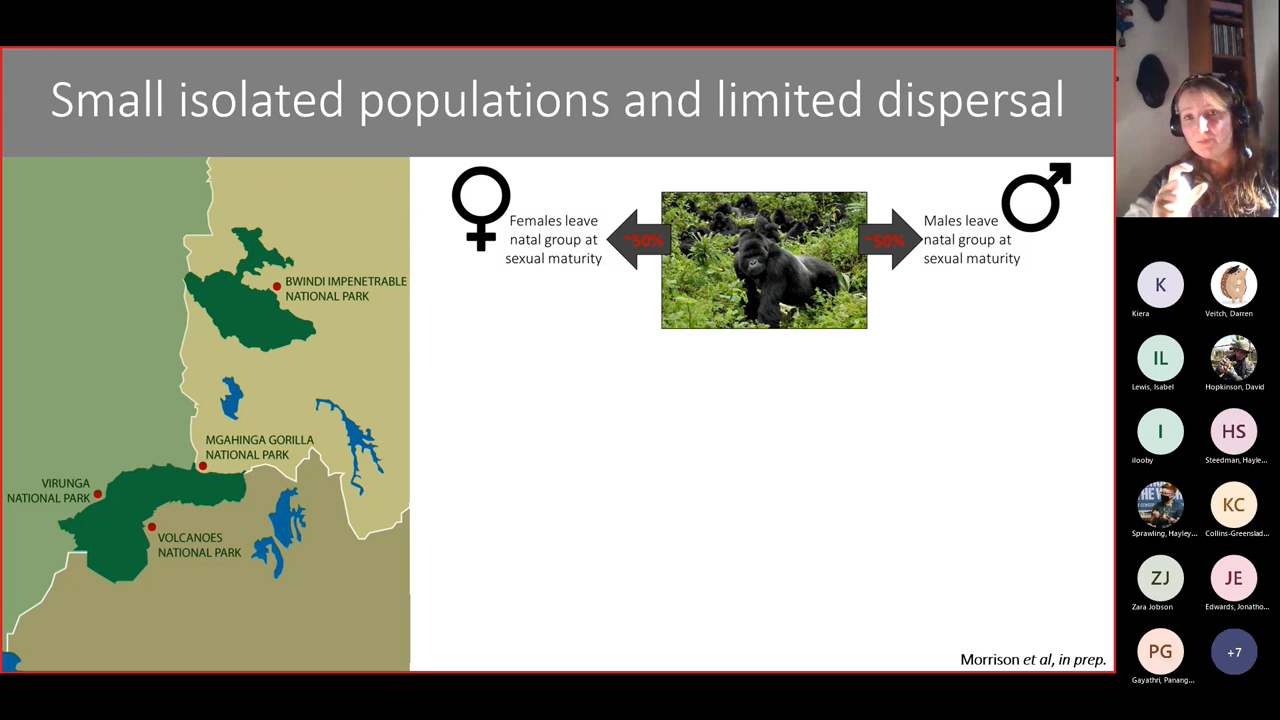 Small isolated populations and limited dispersal
BWINDI IMPENETRABLE
NATIONAL PARK
MGAHINGA GORILLA
NATIONAL PARK
VIRUNGA
NATIONAL PARK
VOLCANOES
NATIONAL PARK
Females leave
natal group at
sexual maturity
~50%
~50%
Males leave
natal group at
sexual maturity
Morrison et al, in prep.
K
Kiera
Veitch, Darren
IL
Lewis, Isabel
Hopkinson, David
I
ilooby
HS
Steedman, Hayle...
Sprawling, Hayley...
KC
Collins-Greenslad...
ZJ
Zara Jobson
JE
Edwards, Jonatho...
PG
Gayathri, Panang...
+7